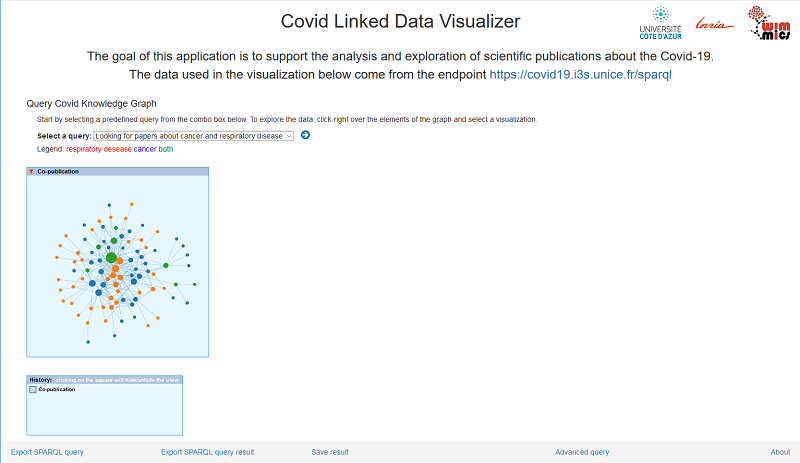 Covid Linked Data Visualizer
UNIVERSITÉ
CÔTE D'AZUR
Inria
WIM
MICS
The goal of this application is to support the analysis and exploration of scientific publications about the Covid-19.
The data used in the visualization below come from the endpoint https://covid19.i3s.unice.fr/sparql
Query Covid Knowledge Graph
Start by selecting a predefined query from the combo box below. To explore the data, click-right over the elements of the graph and select a visualization.
Select a query: Looking for papers about cancer and respiratory disease
Legend: respiratory desease cancer both
T Co-publication
History: clicking on the square will hide/unhide the view
Co-publication
Export SPARQL query Export SPARQL query result Save result Advanced query About